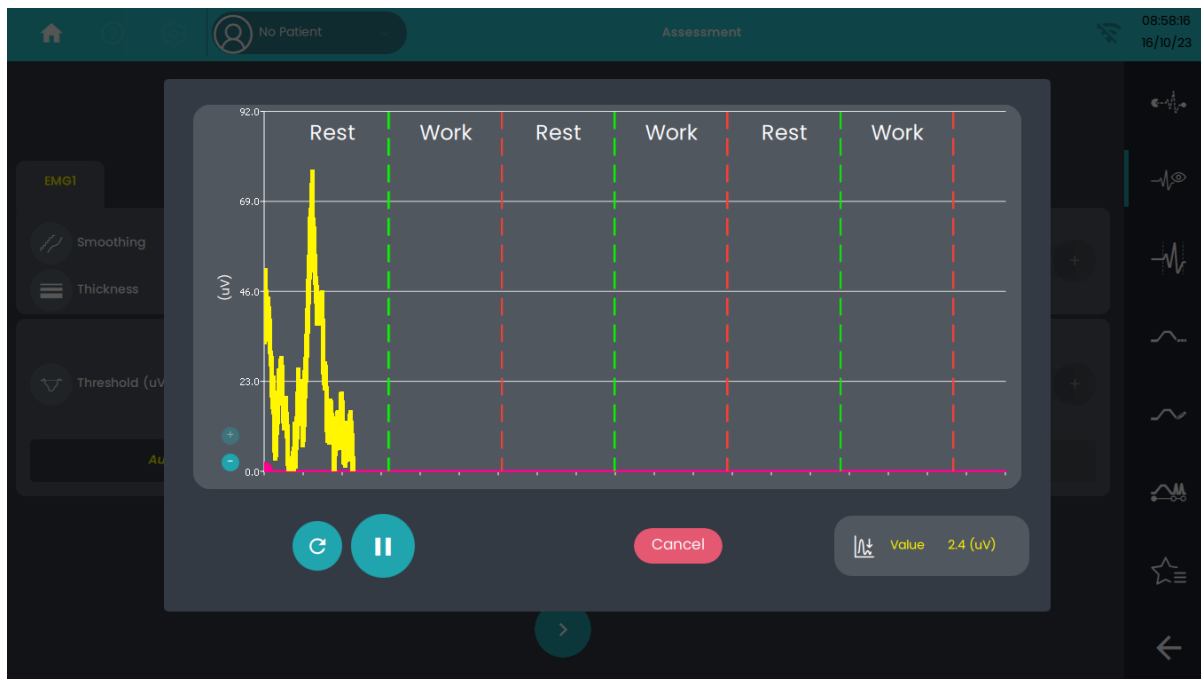 No Patient
Assessment
08:58:16
16/10/23
EMG1
Smoothing
Thickness
Threshold (uV
Au
92.0
69.0
46.0
23.0
0.0
(uV)
Rest Work Rest Work Rest Work
Cancel
Value 2.4 (uV)